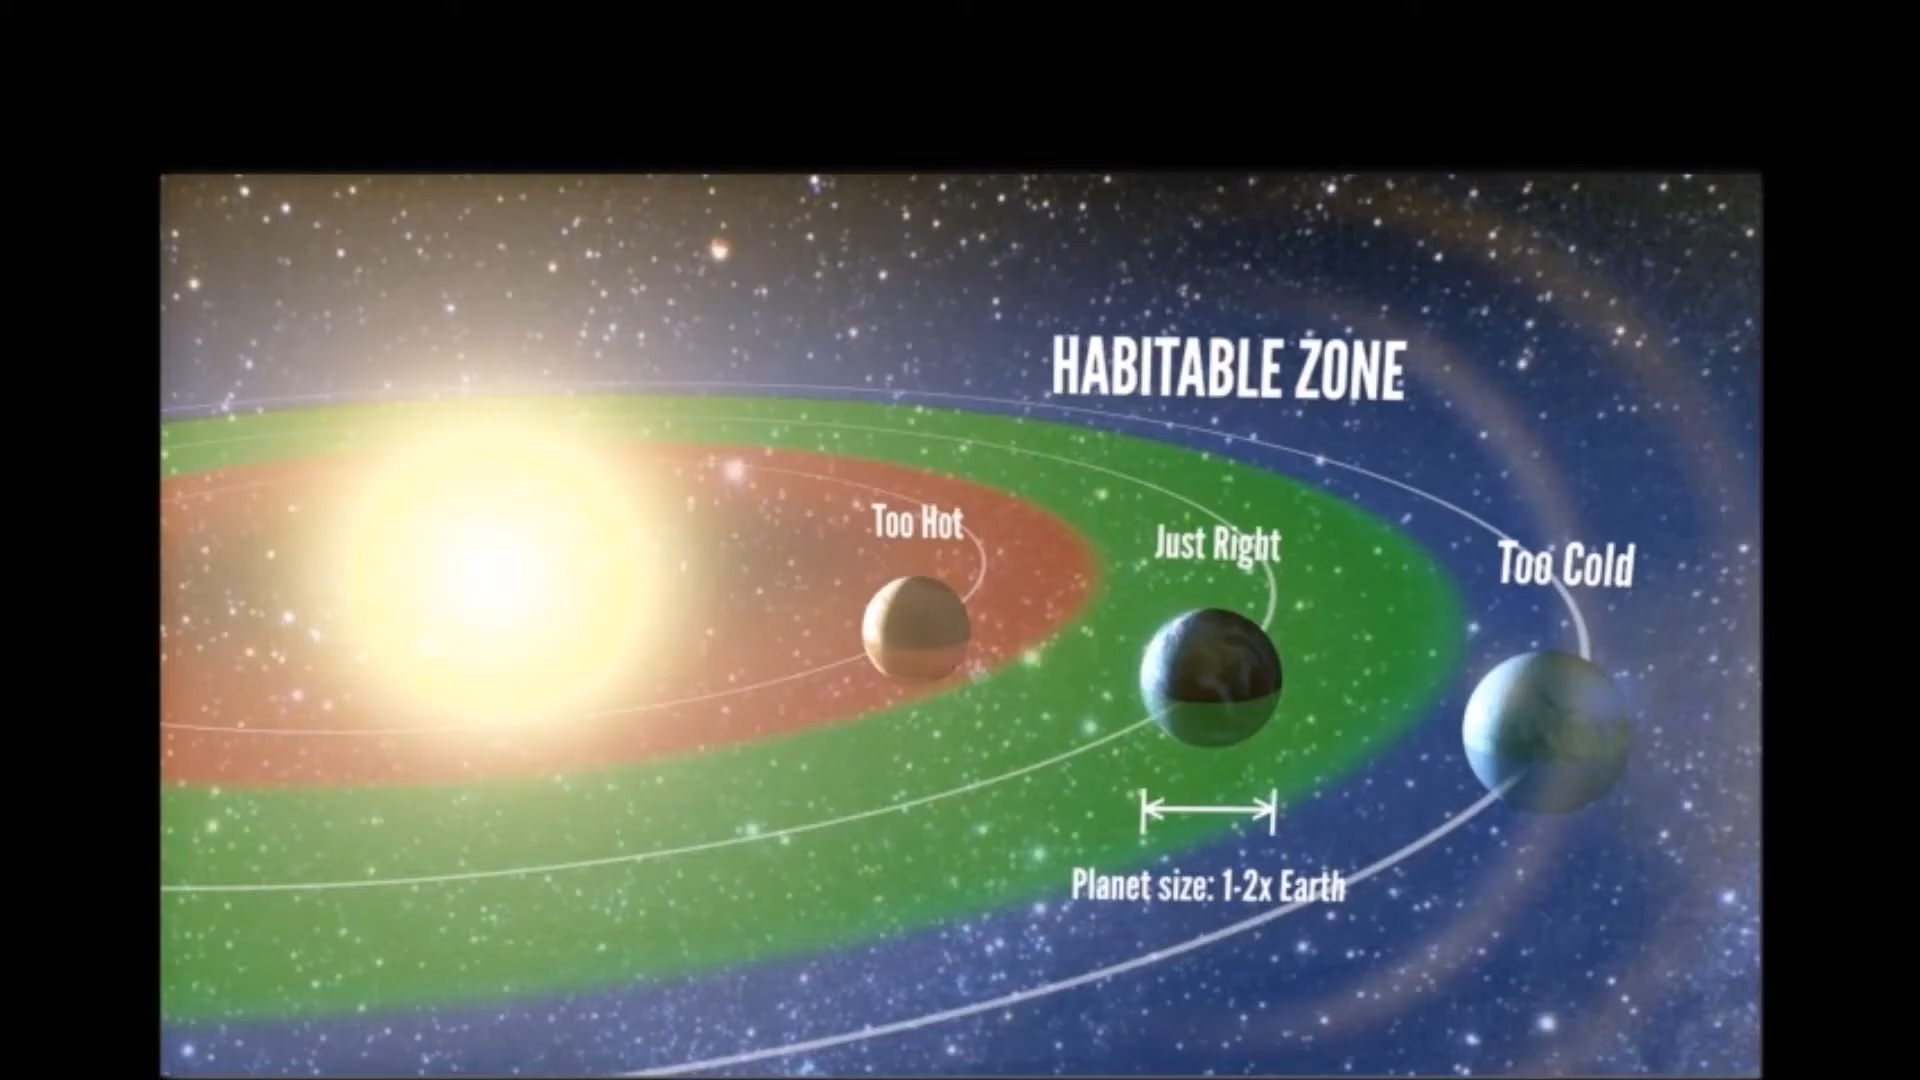 HABITABLE ZONE
Too Hot
Just Right
Too Cold
Planet size: 1-2x Earth